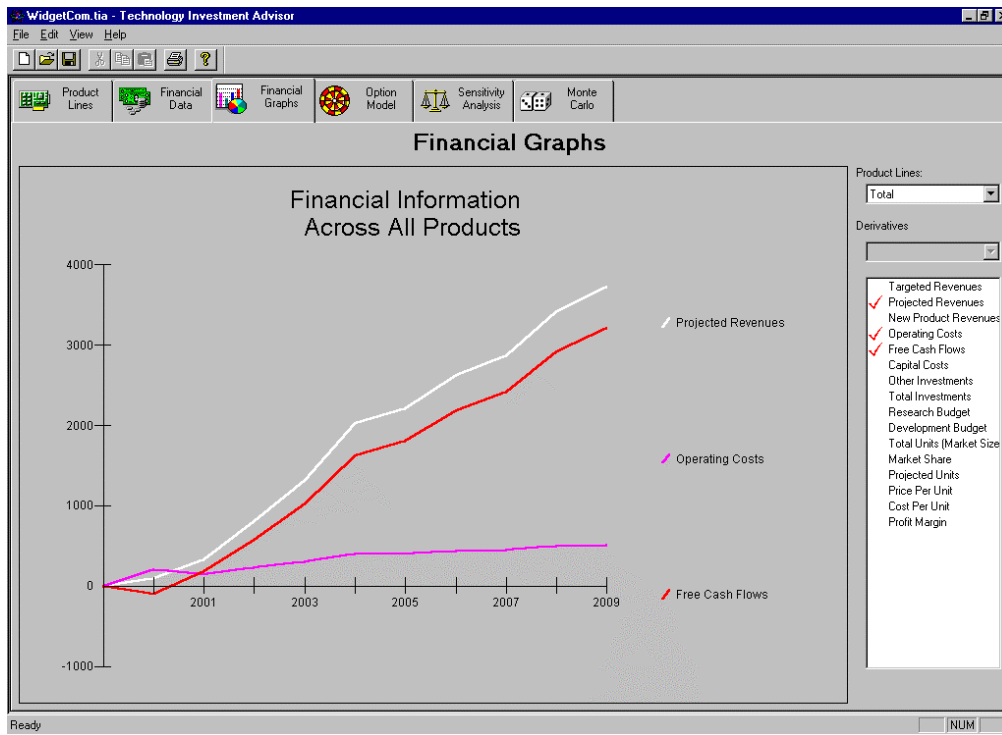 WidgetCom.tia - Technology Investment Advisor
File Edit View Help
Product Lines
Financial Data
Financial Graphs
Option Model
Sensitivity Analysis
Monte Carlo
Financial Graphs
Financial Information
Across All Products
Product Lines:
Total
Derivatives
4000
3000
2000
1000
0
-1000
2001 2003 2005 2007 2009
Projected Revenues
Operating Costs
Free Cash Flows
Targeted Revenues
Projected Revenues
New Product Revenues
Operating Costs
Free Cash Flows
Capital Costs
Other Investments
Total Investments
Research Budget
Development Budget
Total Units (Market Size
Market Share
Projected Units
Price Per Unit
Cost Per Unit
Profit Margin
Ready
NUM